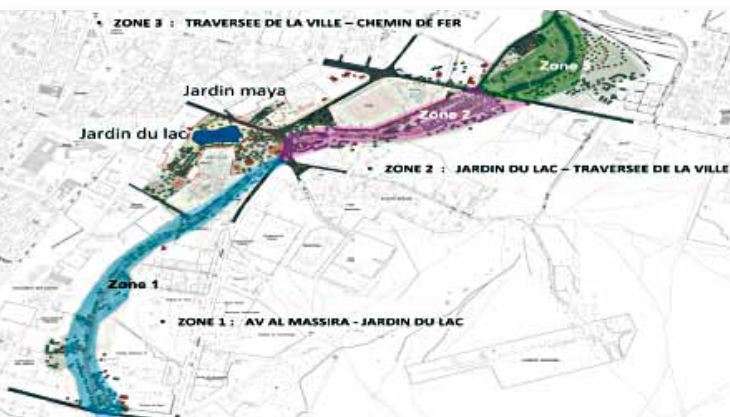 • ZONE 3 : TRAVERSEE DE LA VILLE – CHEMIN DE FER
Zone 3
Jardin maya
Zone 2
Jardin du lac
• ZONE 2 : JARDIN DU LAC – TRAVERSEE DE LA VILLE
Zone 1
• ZONE 1 : AV AL MASSIRA - JARDIN DU LAC